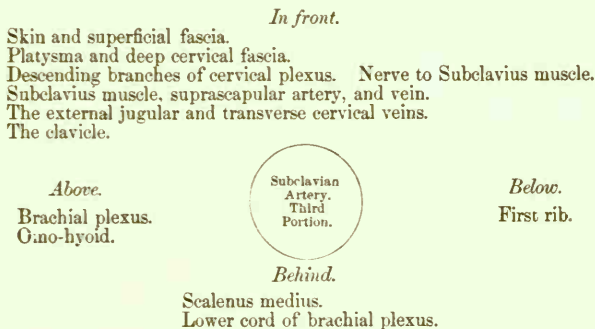 In front.
Skin and superficial fascia.
Platysma and deep cervical fascia.
Descending branches of cervical plexus. Nerve to Subclavius muscle.
Subclavius muscle, suprascapular artery, and vein.
The external jugular and transverse cervical veins.
The clavicle.
Above.
Brachial plexus.
Omo-hyoid.
Subclavian
Artery.
Third
Portion.
Below.
First rib.
Behind.
Scalenus medius.
Lower cord of brachial plexus.